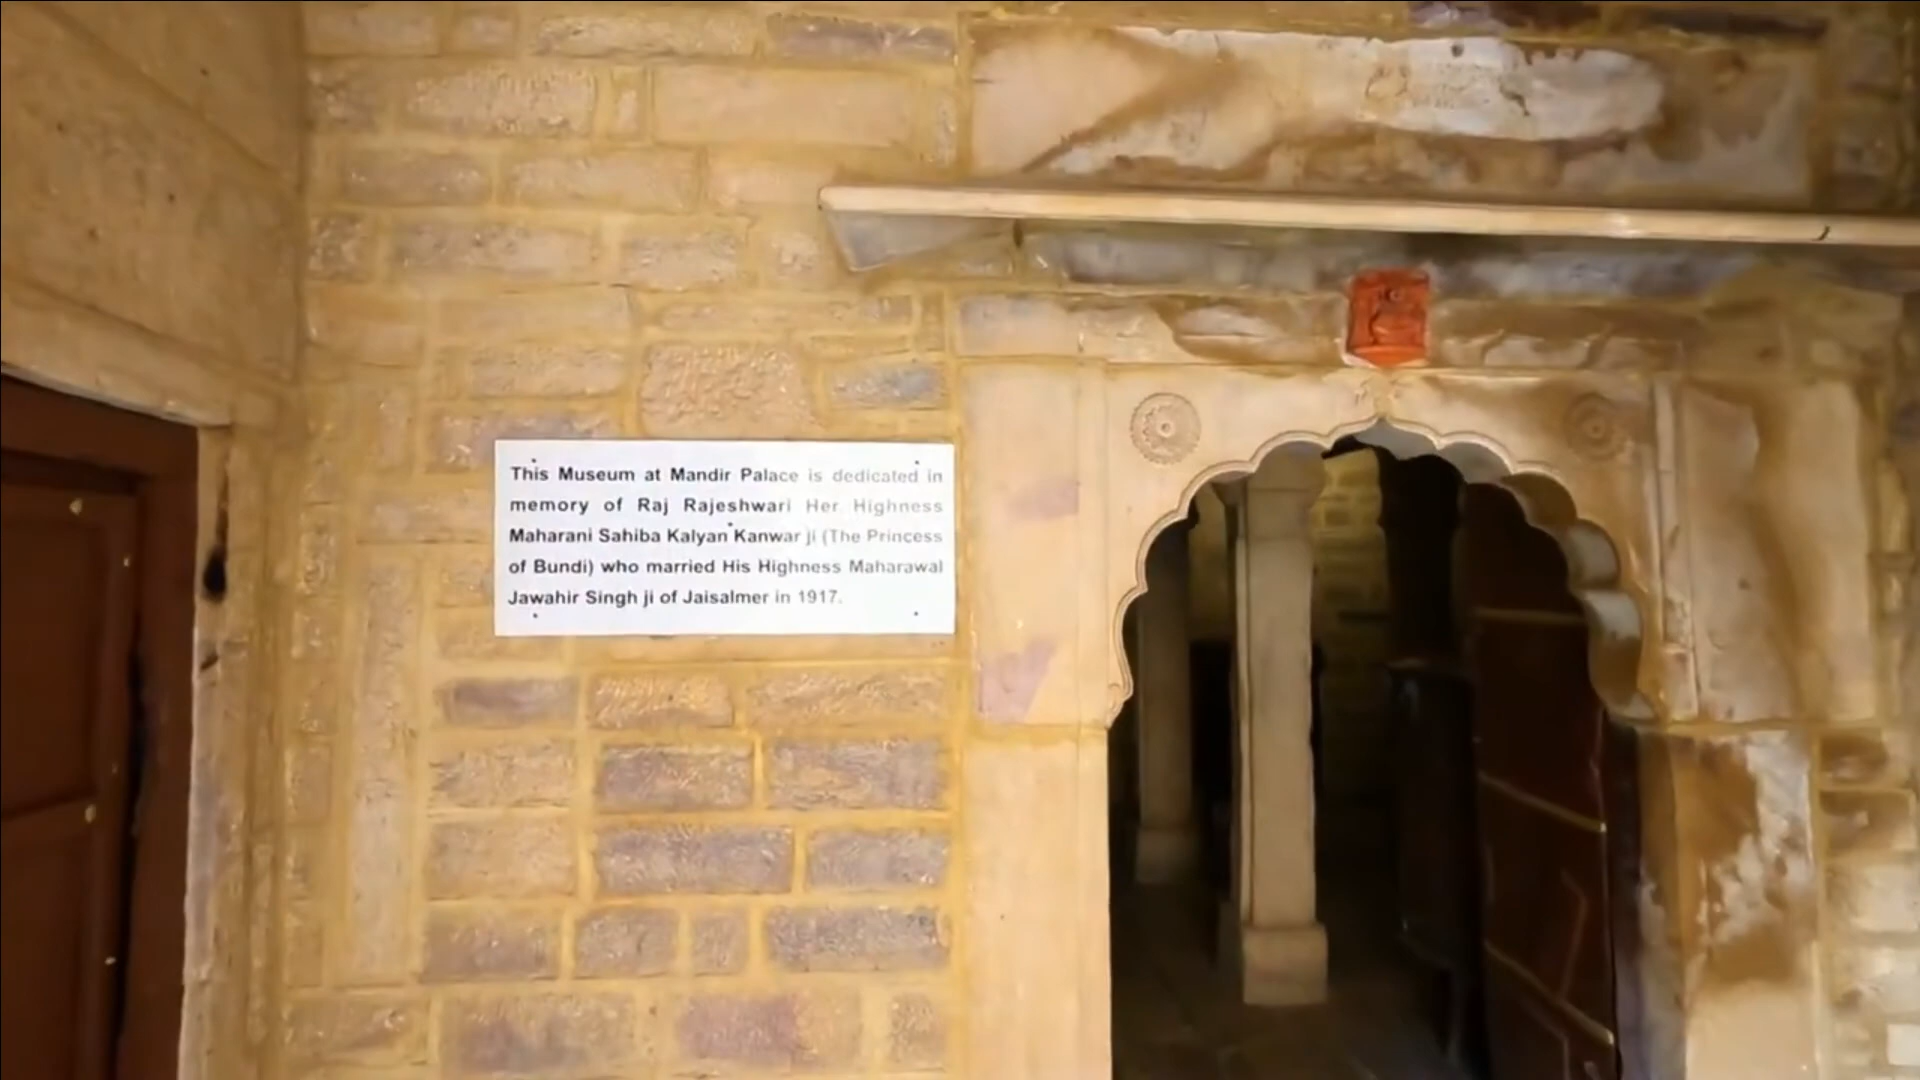 This Museum at Mandir Palace is dedicated in
memory of Raj Rajeshwari Her Highness
Maharani Sahiba Kalyan Kanwar ji (The Princess
of Bundi) who married His Highness Maharawal
Jawahir Singh ji of Jaisalmer in 1917.